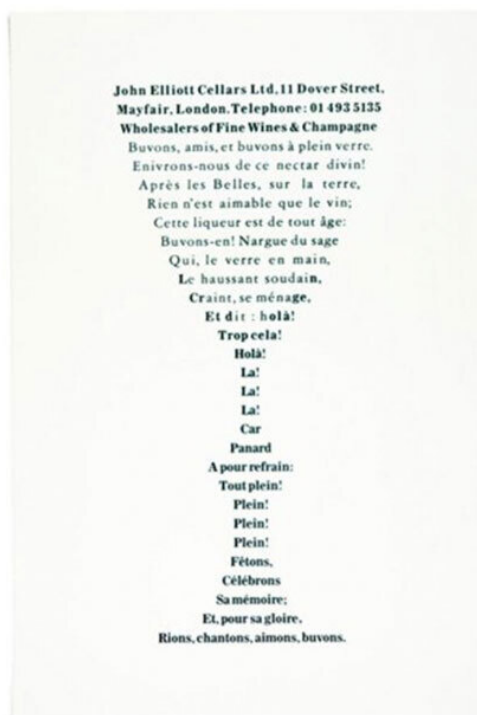 John Elliott Cellars Ltd, 11 Dover Street,
Mayfair, London. Telephone: 01 493 5135
Wholesalers of Fine Wines & Champagne
Buvons, amis, et buvons à plein verre.
Enivrons-nous de ce nectar divin!
Après les Belles, sur la terre,
Rien n'est aimable que le vin;
Cette liqueur est de tout âge:
Buvons-en! Nargue du sage
Qui, le verre en main,
Le haussant soudain,
Craint, se ménage,
Et dit : holà!
Trop cela!
Holà!
La!
La!
La!
Car
Panard
A pour refrain:
Tout plein!
Plein!
Plein!
Plein!
Fêtons,
Célébrons
Sa mémoire;
Et, pour sa gloire,
Rions, chantons, aimons, buvons.